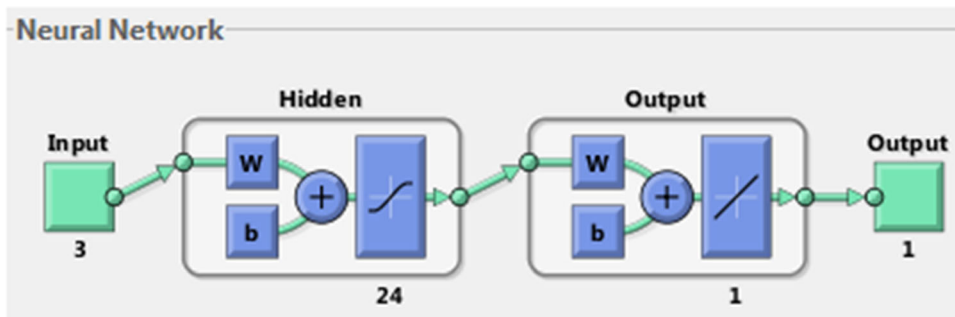 Neural Network
Hidden
Output
Input
Output
W
W
+
+
b
b
3
1
24
1